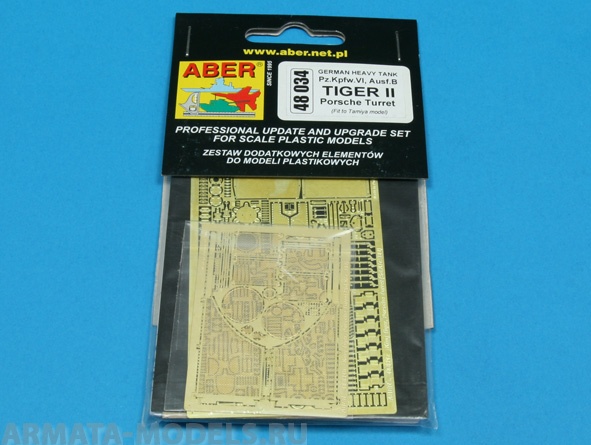 www.aber.net.pl
ABER®
SINCE 1995
48 034
GERMAN HEAVY TANK
Pz.Kpfw.VI, Ausf.B
TIGER II
Porsche Turret
(Fit to Tamiya model)
PROFESSIONAL UPDATE AND UPGRADE SET
FOR SCALE PLASTIC MODELS
ZESTAW DODATKOWYCH ELEMENTÓW
DO MODELI PLASTIKOWYCH
ARMATA-MODELS.RU